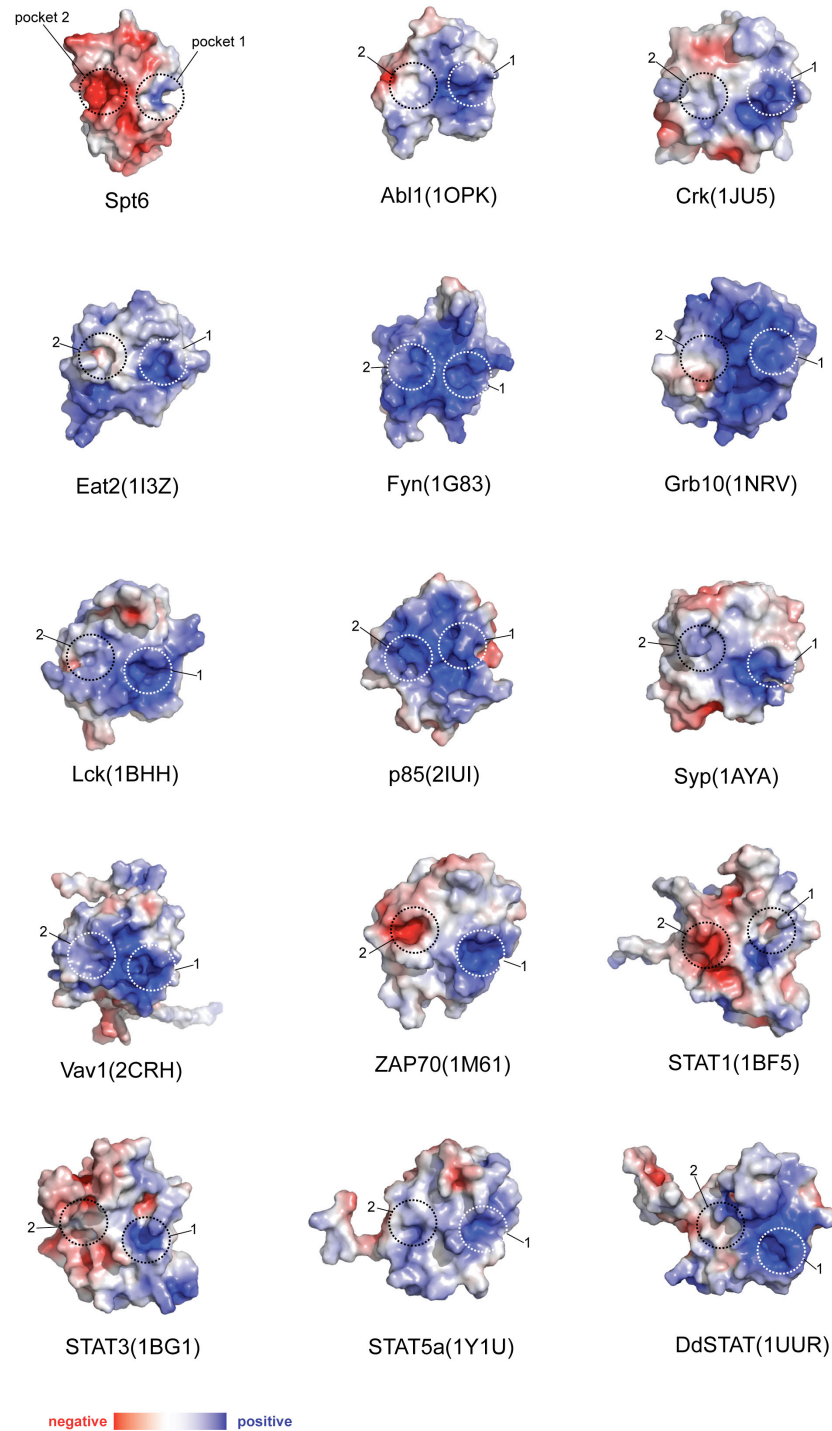 pocket 2
pocket 1
Spt6
2
1
Abl1(1OPK)
2
1
Crk(1JU5)
2
1
Eat2(1I3Z)
2
1
Fyn(1G83)
2
1
Grb10(1NRV)
2
1
Lck(1BHH)
2
1
p85(2IUI)
2
1
Syp(1AYA)
2
1
Vav1(2CRH)
2
1
ZAP70(1M61)
2
1
STAT1(1BF5)
2
1
STAT3(1BG1)
2
1
STAT5a(1Y1U)
2
1
DdSTAT(1UUR)
negative
positive